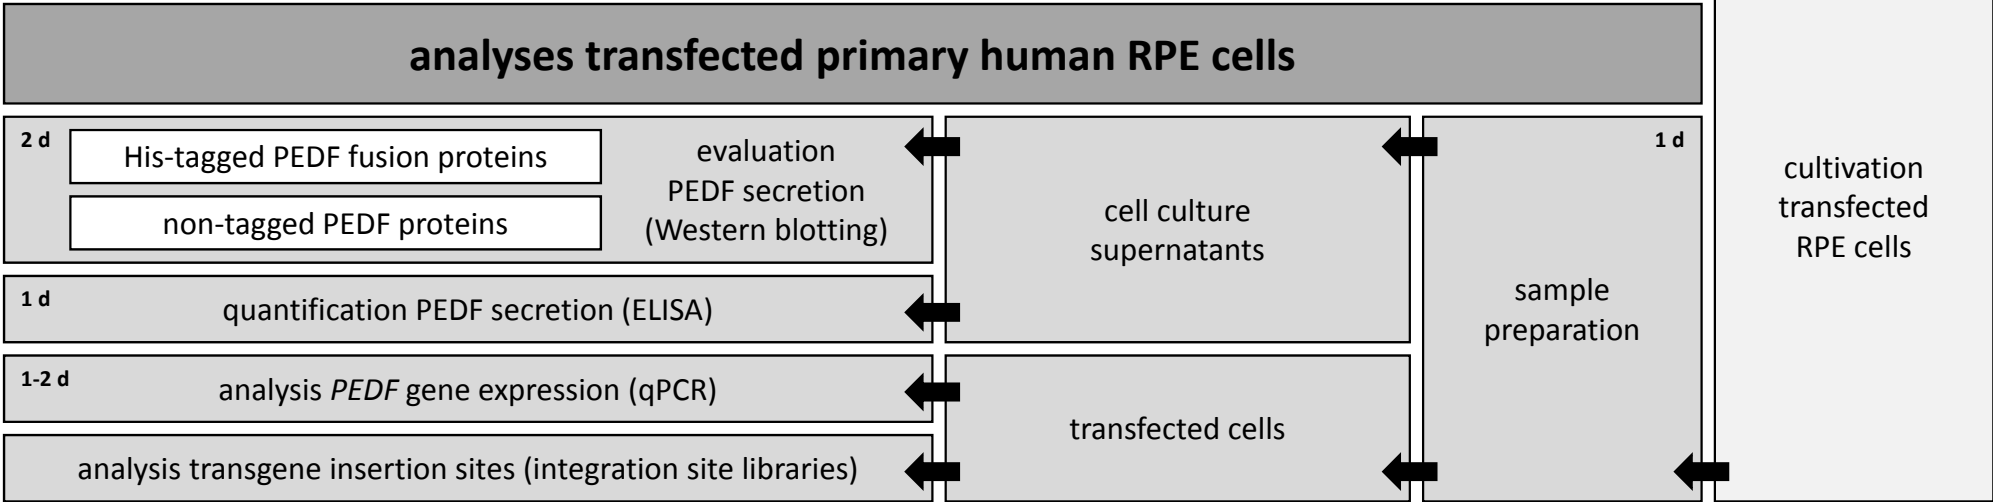 analyses transfected primary human RPE cells
2 d
His-tagged PEDF fusion proteins
non-tagged PEDF proteins
evaluation
PEDF secretion
(Western blotting)
1 d
quantification PEDF secretion (ELISA)
1-2 d
analysis PEDF gene expression (qPCR)
analysis transgene insertion sites (integration site libraries)
cell culture
supernatants
transfected cells
1 d
sample
preparation
cultivation
transfected
RPE cells